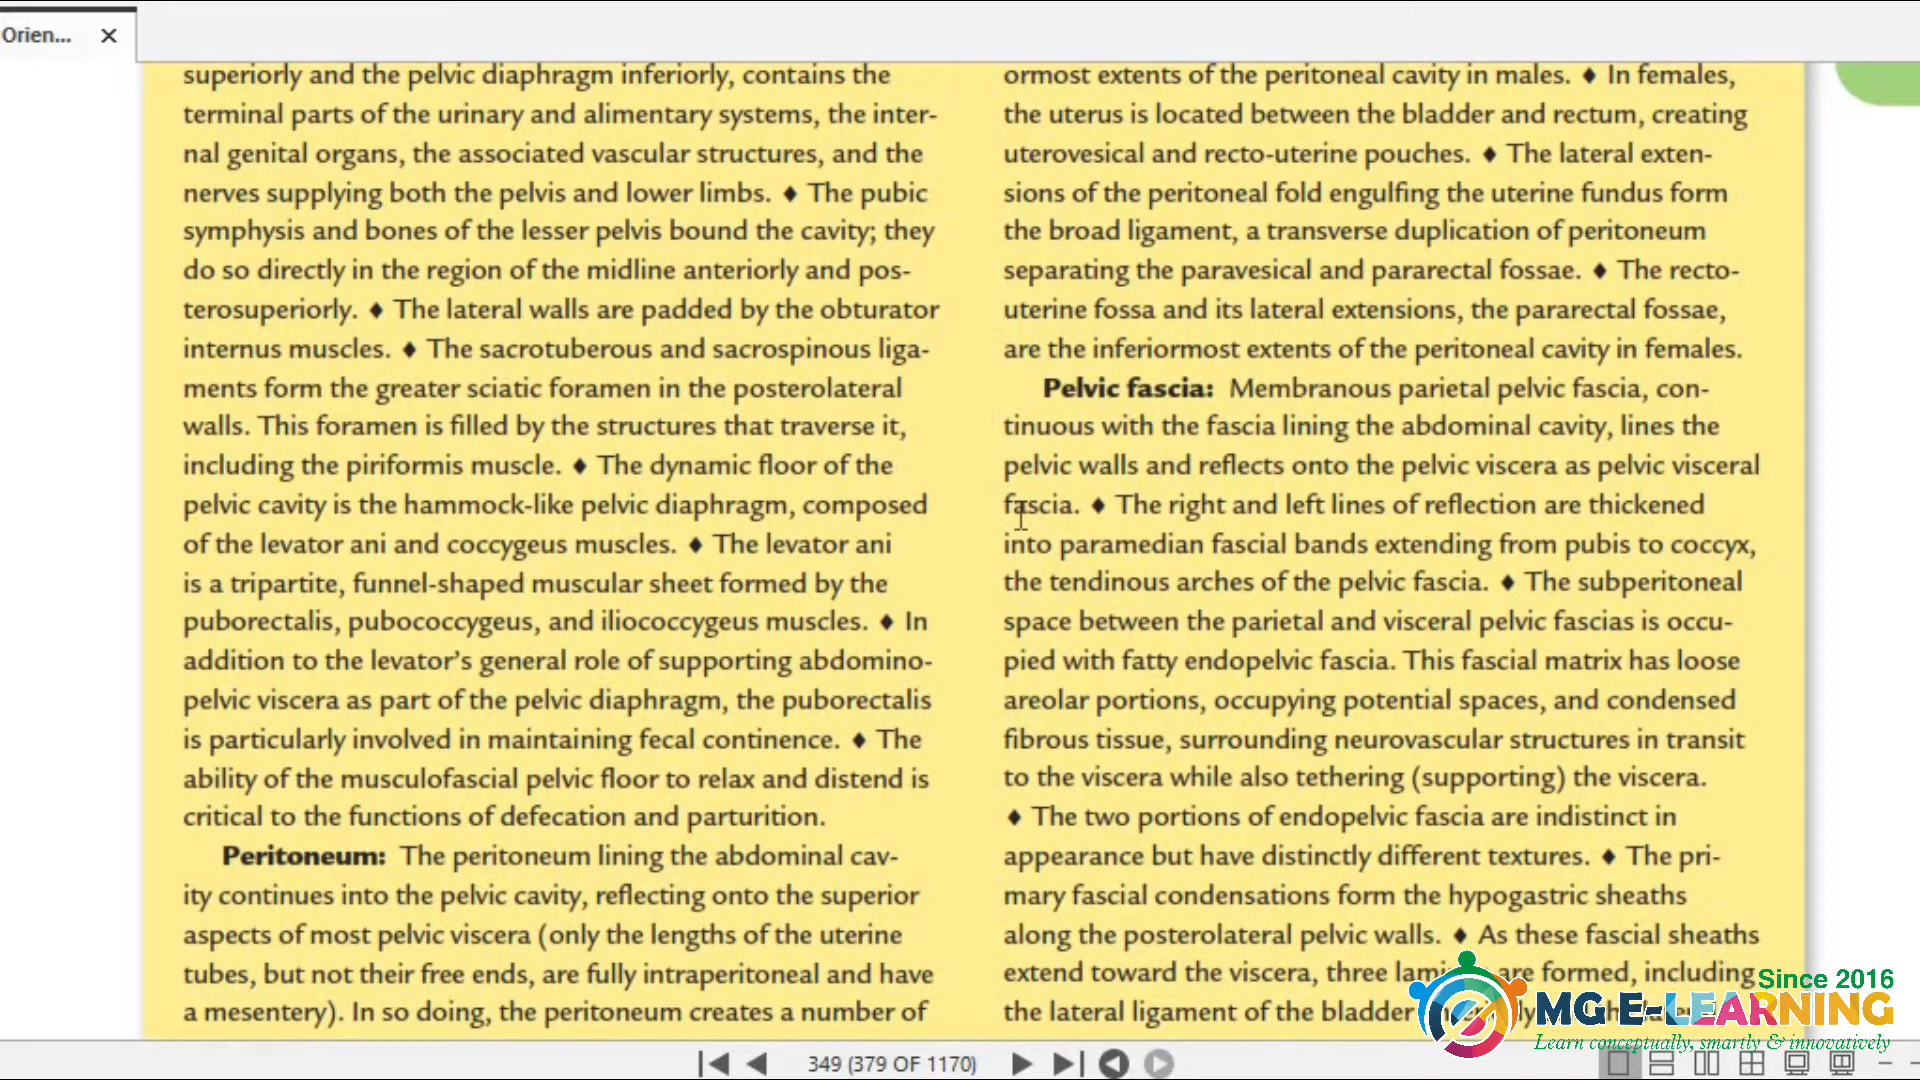 Orien...
superiorly and the pelvic diaphragm inferiorly, contains the
terminal parts of the urinary and alimentary systems, the inter-
nal genital organs, the associated vascular structures, and the
nerves supplying both the pelvis and lower limbs. ♦ The pubic
symphysis and bones of the lesser pelvis bound the cavity; they
do so directly in the region of the midline anteriorly and pos-
terosuperiorly. ♦ The lateral walls are padded by the obturator
internus muscles. ♦ The sacrotuberous and sacrospinous liga-
ments form the greater sciatic foramen in the posterolateral
walls. This foramen is filled by the structures that traverse it,
including the piriformis muscle. ♦ The dynamic floor of the
pelvic cavity is the hammock-like pelvic diaphragm, composed
of the levator ani and coccygeus muscles. ♦ The levator ani
is a tripartite, funnel-shaped muscular sheet formed by the
puborectalis, pubococcygeus, and iliococcygeus muscles. ♦ In
addition to the levator’s general role of supporting abdomino-
pelvic viscera as part of the pelvic diaphragm, the puborectalis
is particularly involved in maintaining fecal continence. ♦ The
ability of the musculofascial pelvic floor to relax and distend is
critical to the functions of defecation and parturition.
Peritoneum: The peritoneum lining the abdominal cav-
ity continues into the pelvic cavity, reflecting onto the superior
aspects of most pelvic viscera (only the lengths of the uterine
tubes, but not their free ends, are fully intraperitoneal and have
a mesentery). In so doing, the peritoneum creates a number of
ormost extents of the peritoneal cavity in males. ♦ In females,
the uterus is located between the bladder and rectum, creating
uterovesical and recto-uterine pouches. ♦ The lateral exten-
sions of the peritoneal fold engulfing the uterine fundus form
the broad ligament, a transverse duplication of peritoneum
separating the paravesical and pararectal fossae. ♦ The recto-
uterine fossa and its lateral extensions, the pararectal fossae,
are the inferiormost extents of the peritoneal cavity in females.
Pelvic fascia: Membranous parietal pelvic fascia, con-
tinuous with the fascia lining the abdominal cavity, lines the
pelvic walls and reflects onto the pelvic viscera as pelvic visceral
fascia. ♦ The right and left lines of reflection are thickened
into paramedian fascial bands extending from pubis to coccyx,
the tendinous arches of the pelvic fascia. ♦ The subperitoneal
space between the parietal and visceral pelvic fascias is occu-
pied with fatty endopelvic fascia. This fascial matrix has loose
areolar portions, occupying potential spaces, and condensed
fibrous tissue, surrounding neurovascular structures in transit
to the viscera while also tethering (supporting) the viscera.
♦ The two portions of endopelvic fascia are indistinct in
appearance but have distinctly different textures. ♦ The pri-
mary fascial condensations form the hypogastric sheaths
along the posterolateral pelvic walls. ♦ As these fascial sheaths
extend toward the viscera, three are formed, including
the lateral ligament of the bladder
Since 2016
MG E-LEARNING
Learn conceptually, smartly & innovatively
349 (379 OF 1170)